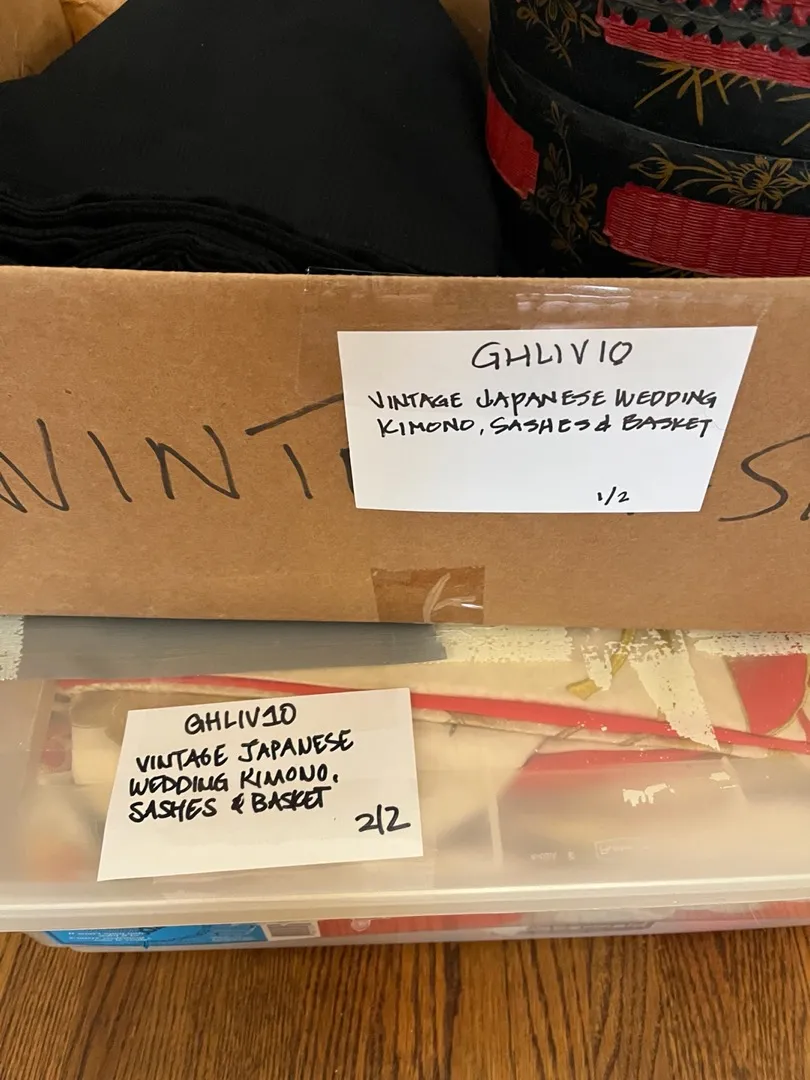 GHLIV10
VINTAGE JAPANESE WEDDING
KIMONO, SASHES & BASKET
1/2
GHLIV10
VINTAGE JAPANESE
WEDDING KIMONO,
SASHES & BASKET
2/2